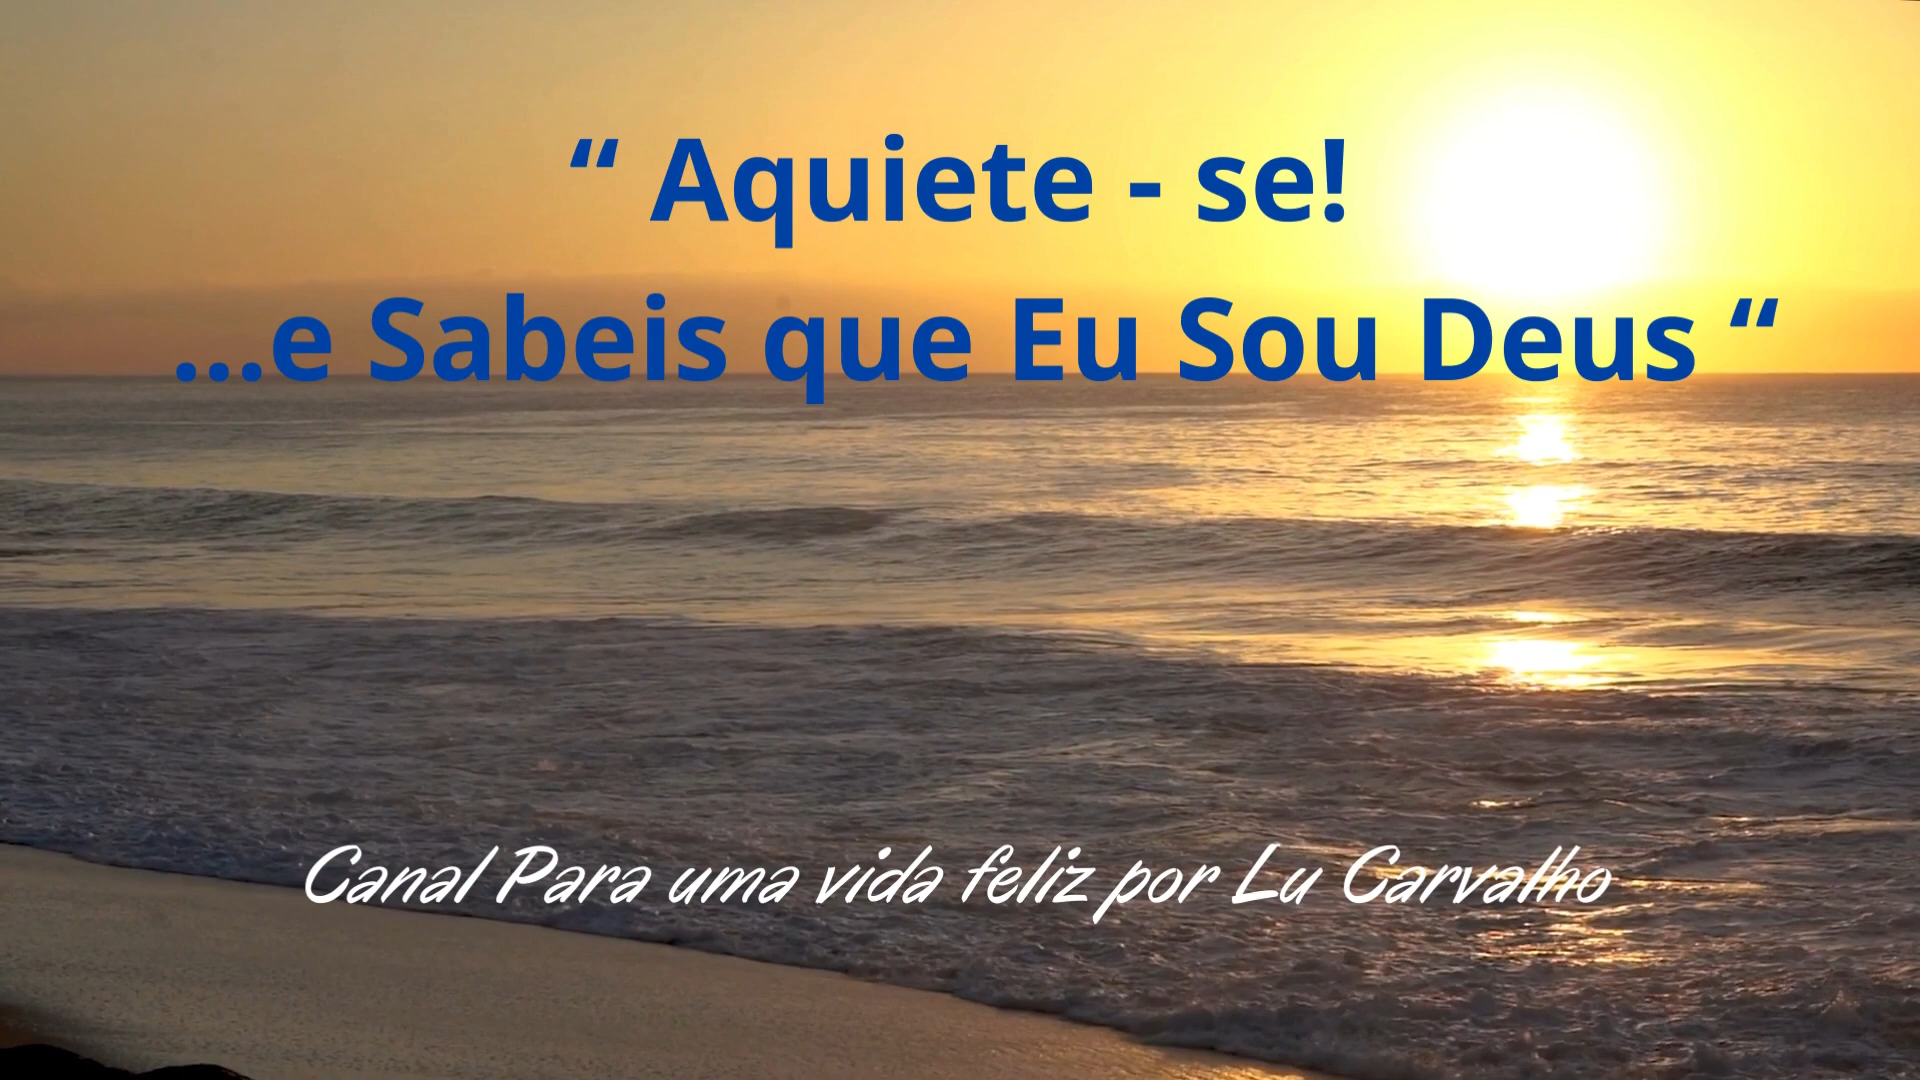 “ Aquiete - se!
...e Sabeis que Eu Sou Deus “
Canal Para uma vida feliz por Lu Carvalho